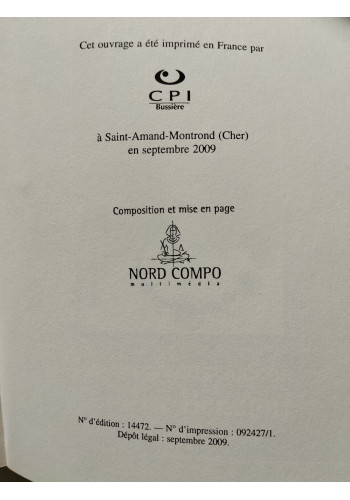 Cet ouvrage a été imprimé en France par
CPI
Bussière
à Saint-Amand-Montrond (Cher)
en septembre 2009
Composition et mise en page
NORD COMPO
multimédia
N° d'édition : 14472. — N° d'impression : 092427/1.
Dépôt légal : septembre 2009.